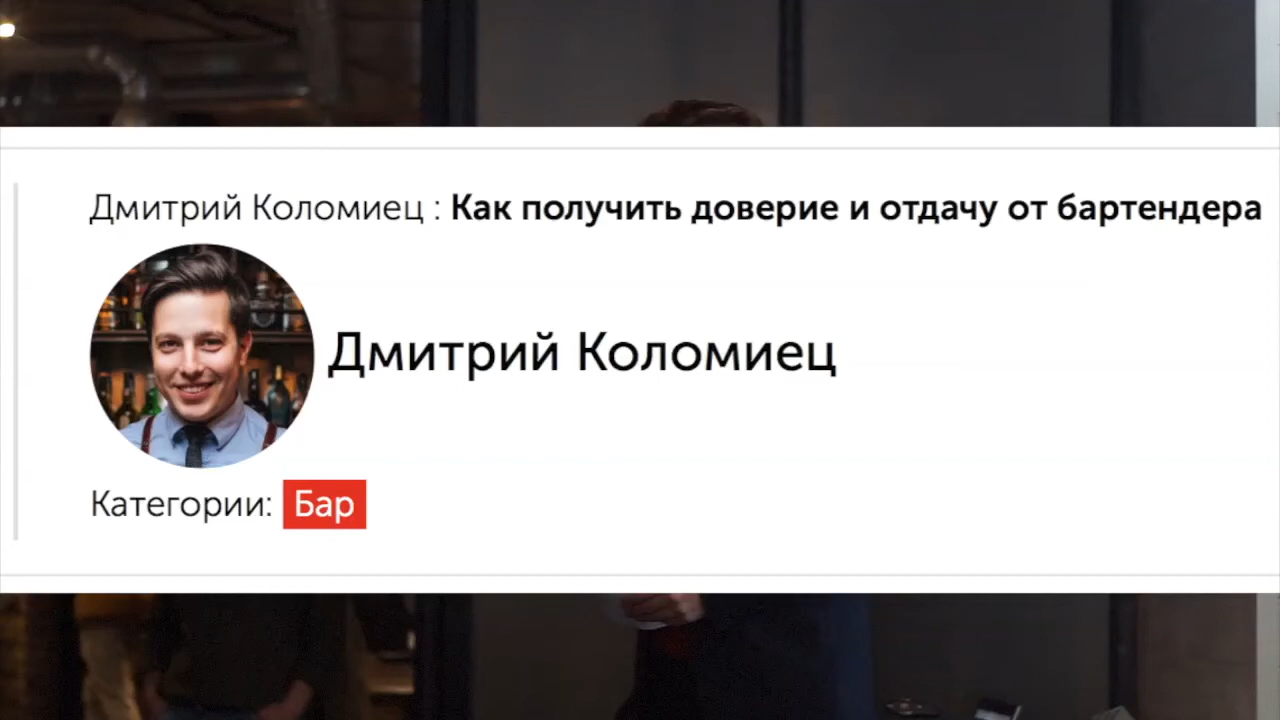 Дмитрий Коломиец : Как получить доверие и отдачу от бартендера
Дмитрий Коломиец
Категории: Бар